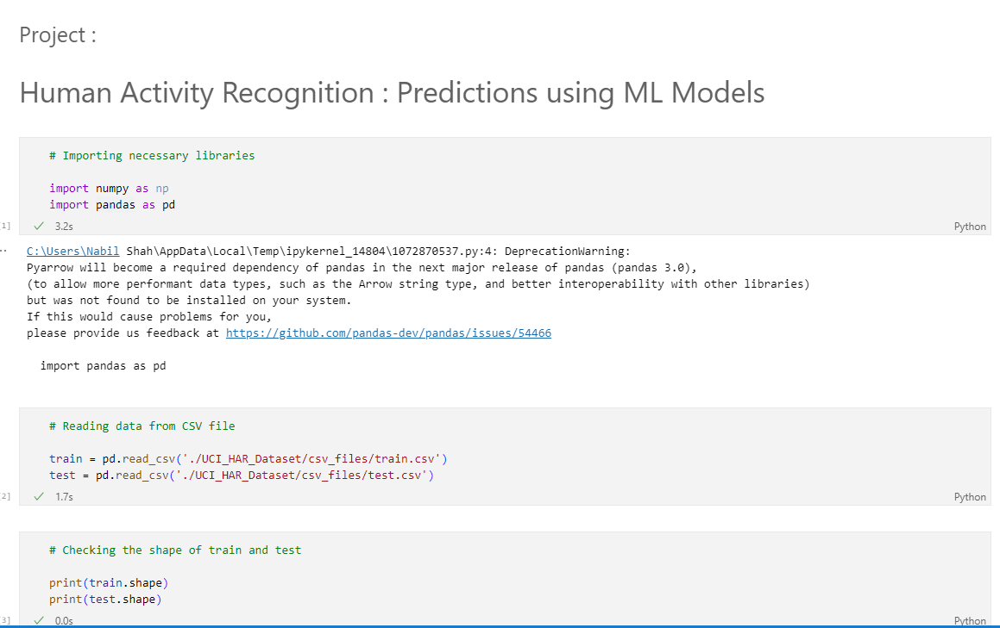 Project :
Human Activity Recognition : Predictions using ML Models
# Importing necessary libraries
import numpy as np
import pandas as pd
[1]
3.2s
Python
C:\Users\Nabil Shah\AppData\Local\Temp\ipykernel_14804\1072870537.py:4: DeprecationWarning:
Pyarrow will become a required dependency of pandas in the next major release of pandas (pandas 3.0),
(to allow more performant data types, such as the Arrow string type, and better interoperability with other libraries)
but was not found to be installed on your system.
If this would cause problems for you,
please provide us feedback at https://github.com/pandas-dev/pandas/issues/54466
import pandas as pd
# Reading data from CSV file
train = pd.read_csv('./UCI_HAR_Dataset/csv_files/train.csv')
test = pd.read_csv('./UCI_HAR_Dataset/csv_files/test.csv')
[2]
1.7s
Python
# Checking the shape of train and test
print(train.shape)
print(test.shape)
[3]
0.0s
Python